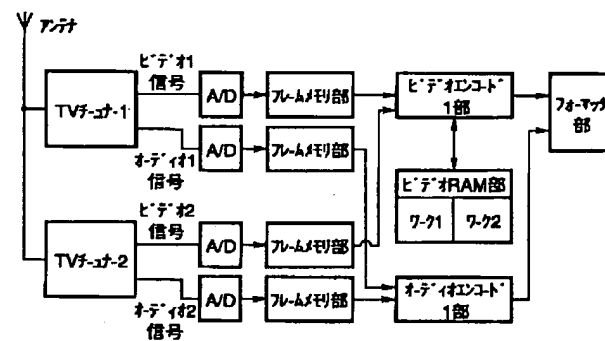 アンテナ
ビデオ1
信号
TVチューナ-1
A/D
フレームメモリ部
ビデオエンコード
1部
フォーマッタ
部
オーディオ1
信号
A/D
フレームメモリ部
ビデオRAM部
ワーク1
ワーク2
ビデオ2
信号
TVチューナ-2
A/D
フレームメモリ部
オーディオ2
信号
A/D
フレームメモリ部
オーディオエンコード
1部